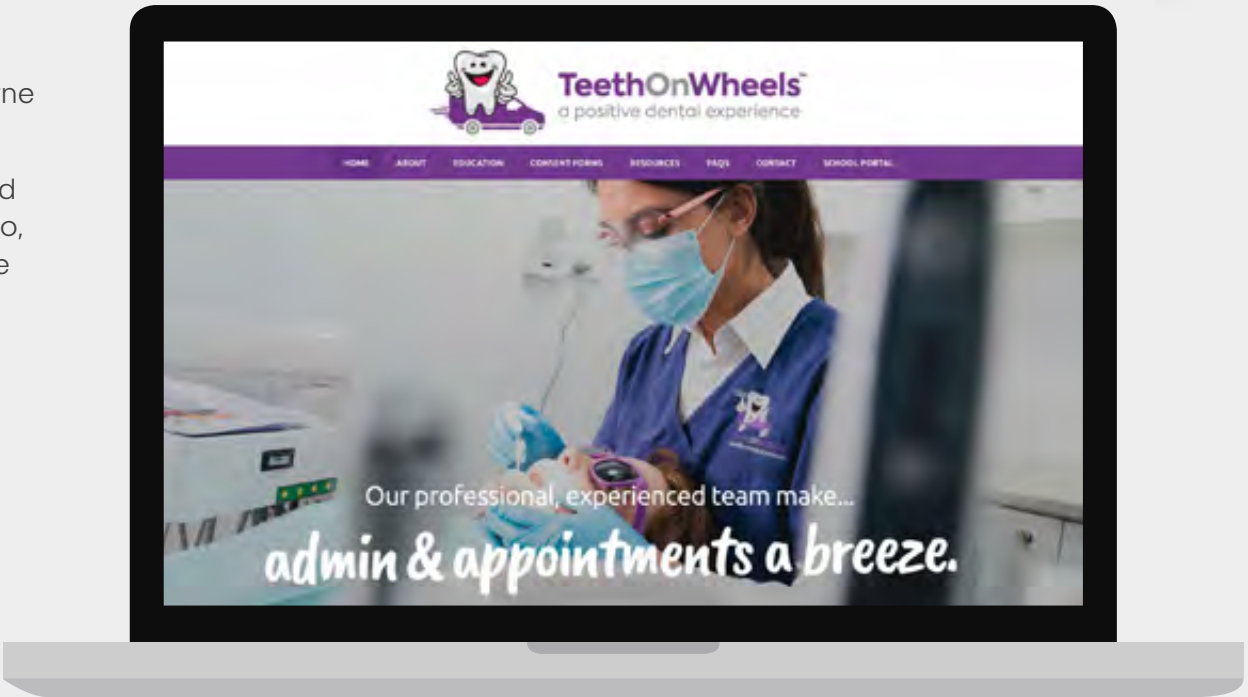 ne
d
o,
e
TeethOnWheels™
a positive dental experience
HOME ABOUT EDUCATION CONSENT FORMS RESOURCES FAQS CONTACT SCHOOL PORTAL
Our professional, experienced team make...
admin & appointments a breeze.